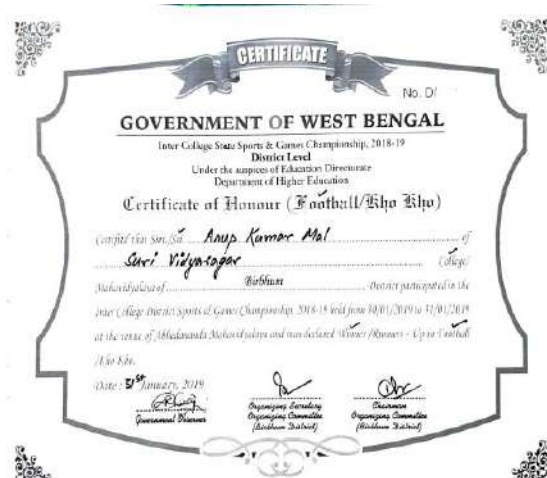 CERTIFICATE
No. D/
GOVERNMENT OF WEST BENGAL
Inter College State Sports & Games Championship, 2018-19
District Level
Under the auspices of Education Directorate
Department of Higher Education
Certificate of Honour (Football/Kho Kho)
Certified that Smt./Sri. Anup Kumar Mal of
Suri Vidyasagar College/
Mahavidyalaya of Birbhum District participated in the
Inter College District Sports & Games Championship, 2018-19 held from 30/01/2019 to 31/01/2019
at the venue of Abhedananda Mahavidyalaya and was declared Winner/Runners - Up in Football
/Kho Kho.
Date : 31st January, 2019
Government Observer
Organizing Secretary
Organizing Committee
(Birbhum District)
Chairman
Organizing Committee
(Birbhum District)